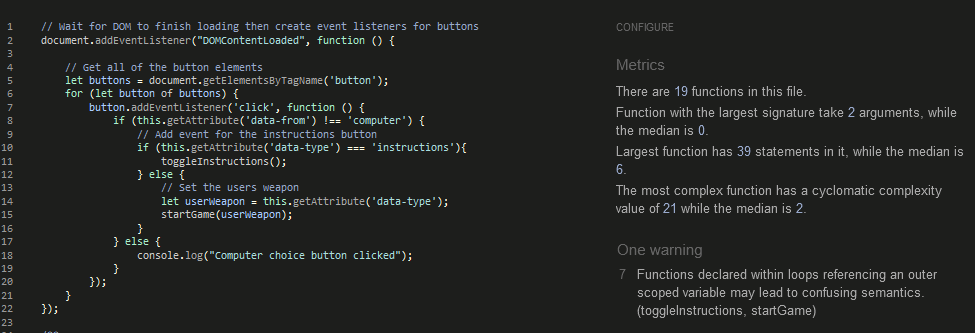 1 // Wait for DOM to finish loading then create event listeners for buttons
2 document.addEventListener("DOMContentLoaded", function () {
3
4 // Get all of the button elements
5 let buttons = document.getElementsByTagName('button');
6 for (let button of buttons) {
7 button.addEventListener('click', function () {
8 if (this.getAttribute('data-from') !== 'computer') {
9 // Add event for the instructions button
10 if (this.getAttribute('data-type') === 'instructions'){
11 toggleInstructions();
12 } else {
13 // Set the users weapon
14 let userWeapon = this.getAttribute('data-type');
15 startGame(userWeapon);
16 }
17 } else {
18 console.log("Computer choice button clicked");
19 }
20 });
21 }
22 });
23
CONFIGURE
Metrics
There are 19 functions in this file.
Function with the largest signature take 2 arguments, while
the median is 0.
Largest function has 39 statements in it, while the median is
6.
The most complex function has a cyclomatic complexity
value of 21 while the median is 2.
One warning
7 Functions declared within loops referencing an outer
scoped variable may lead to confusing semantics.
(toggleInstructions, startGame)